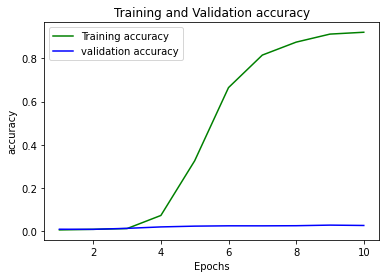 Training and Validation accuracy
Training accuracy
validation accuracy
accuracy
0.8
0.6
0.4
0.2
0.0
2
4
6
8
10
Epochs